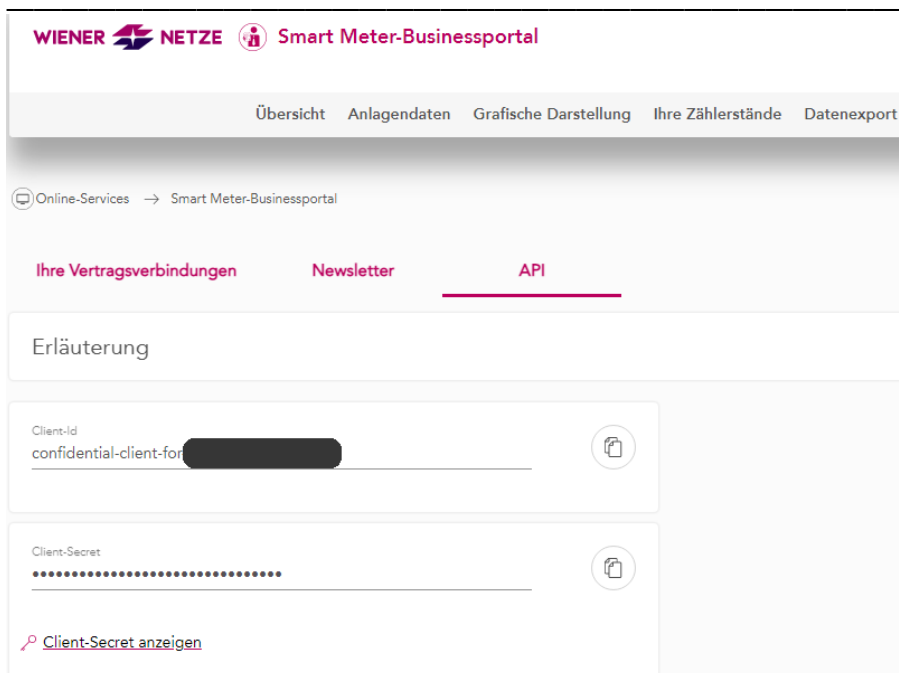 WIENER NETZE Smart Meter-Businessportal
Übersicht Anlagendaten Grafische Darstellung Ihre Zählerstände Datenexport
Online-Services → Smart Meter-Businessportal
Ihre Vertragsverbindungen Newsletter API
Erläuterung
Client-Id
confidential-client-for
Client-Secret
••••••••••••••••••••••••••••••••
Client-Secret anzeigen